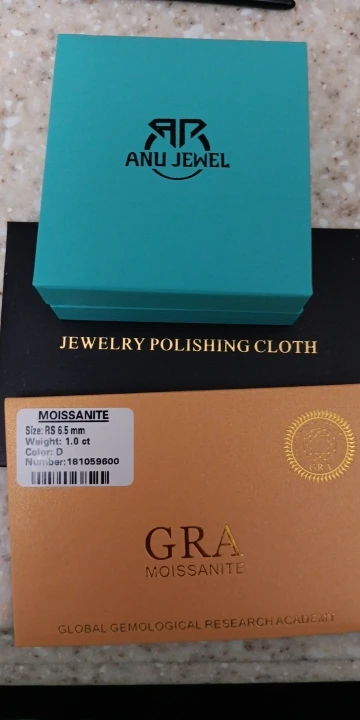 ANU JEWEL
JEWELRY POLISHING CLOTH
MOISSANITE
Size: RS 6.5 mm
Weight: 1.0 ct
Color: D
Number:181059600
GRA
GRA
MOISSANITE
GLOBAL GEMOLOGICAL RESEARCH ACADEMY